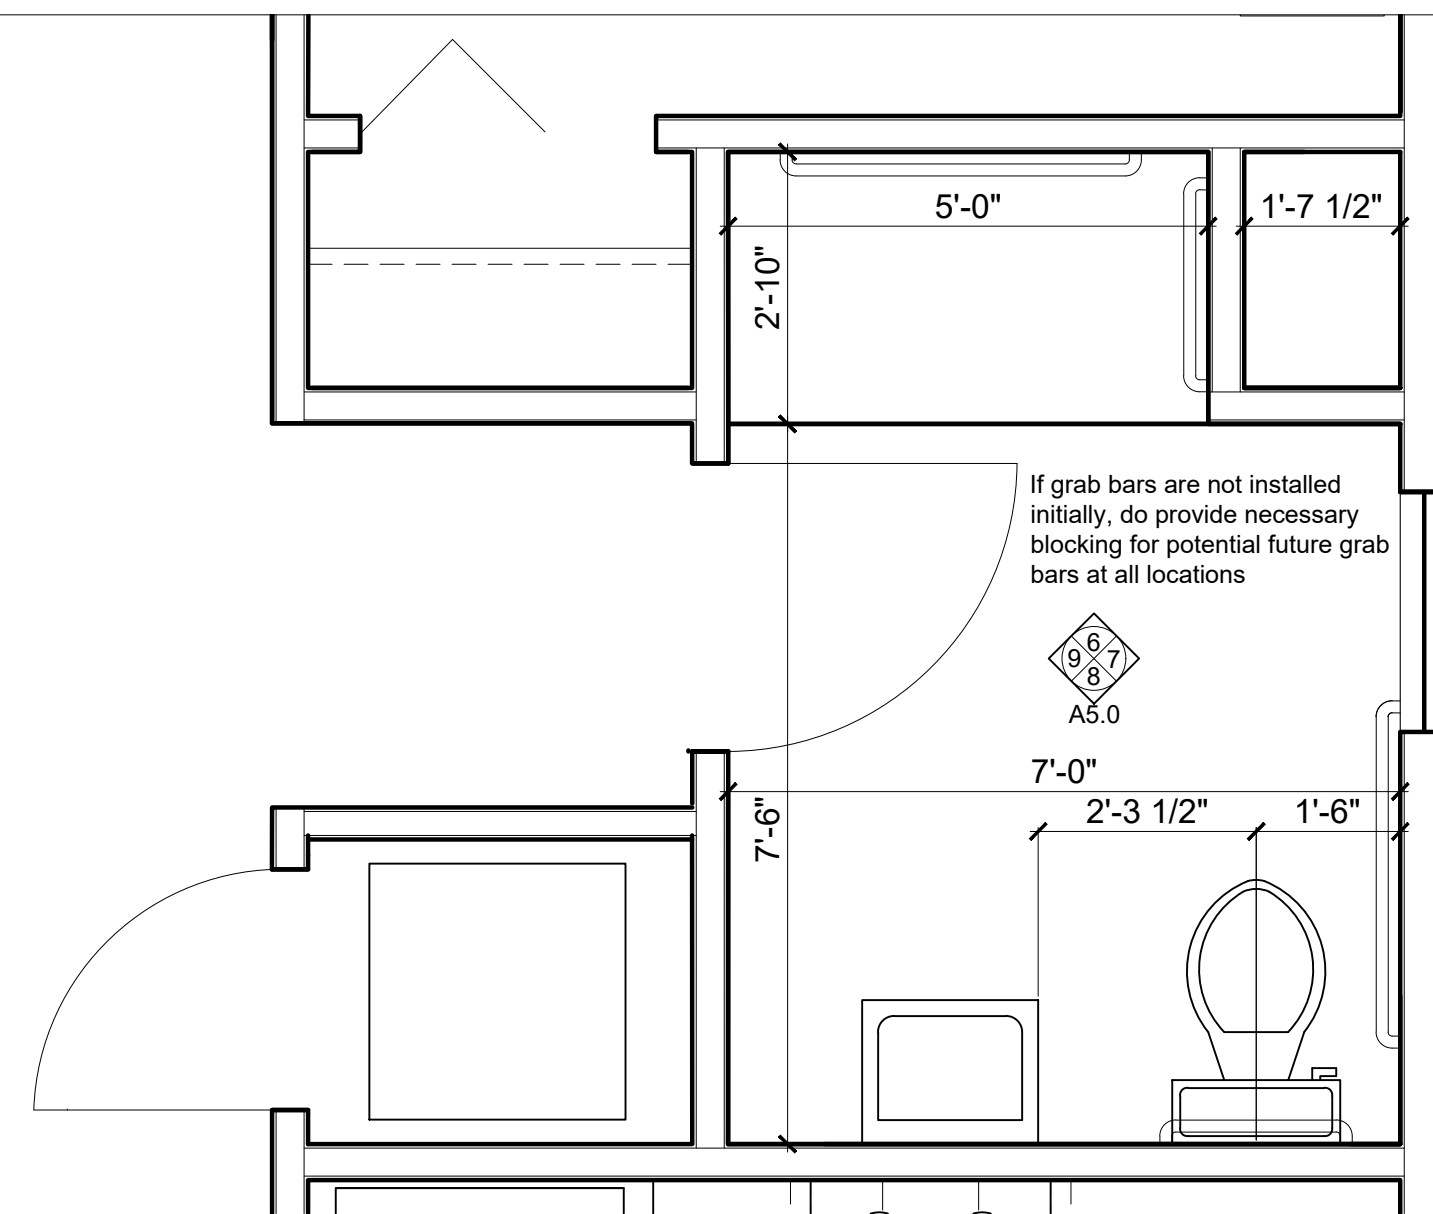 5'-0"
1'-7 1/2"
2'-10"
If grab bars are not installed
initially, do provide necessary
blocking for potential future grab
bars at all locations
6
9 7
8
A5.0
7'-0"
7'-6"
2'-3 1/2"
1'-6"